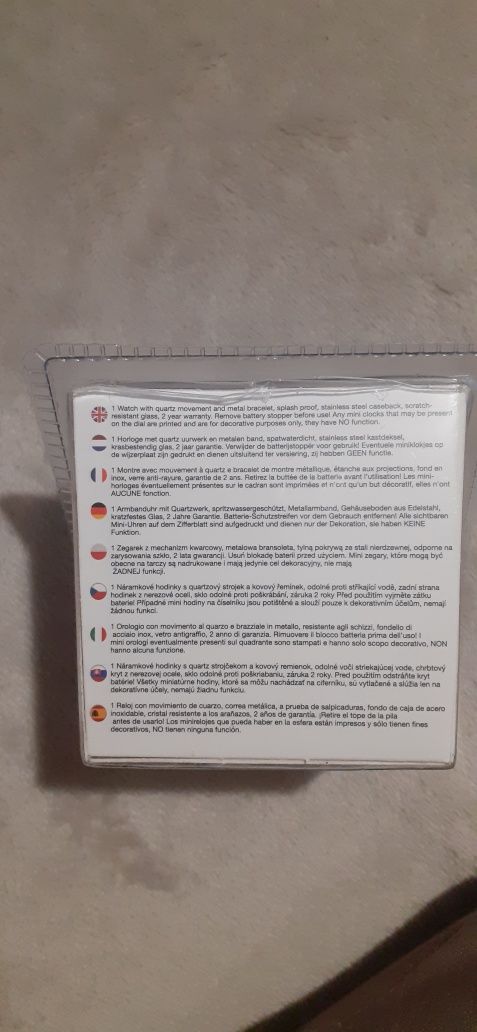 1 Watch with quartz movement and metal bracelet, splash proof, stainless steel caseback, scratch-
resistant glass, 2 year warranty. Remove battery stopper before use! Any mini clocks that may be present
on the dial are printed and are for decorative purposes only, they have NO function.
1 Horloge met quartz uurwerk en metalen band, spatwaterdicht, stainless steel kastdeksel,
krasbestendig glas, 2 jaar garantie. Verwijder de batterijstopper voor gebruik! Eventuele miniklokjes op
de wijzerplaat zijn gedrukt en dienen uitsluitend ter versiering, zij hebben GEEN functie.
1 Montre avec mouvement à quartz e bracelet de montre métallique, étanche aux projections, fond en
inox, verre anti-rayure, garantie de 2 ans. Retirez la buttée de la batterie avant l'utilisation! Les mini-
horloges éventuellement présentes sur le cadran sont imprimées et n'ont qu'un but décoratif, elles n'ont
AUCUNE fonction.
1 Armbanduhr mit Quartzwerk, spritzwassergeschützt, Metallarmband, Gehäuseboden aus Edelstahl,
kratzfestes Glas, 2 Jahre Garantie. Batterie-Schutzstreifen vor dem Gebrauch entfernen! Alle sichtbaren
Mini-Uhren auf dem Zifferblatt sind aufgedruckt und dienen nur der Dekoration, sie haben KEINE
Funktion.
1 Zegarek z mechanizm kwarcowy, metalowa bransoleta, tylną pokrywą ze stali nierdzewnej, odporne na
zarysowania szkło, 2 lata gwarancji. Usuń blokadę baterii przed użyciem. Mini zegary, które mogą być
obecne na tarczy są nadrukowane i mają jedynie cel dekoracyjny, nie mają
ŻADNEJ funkcji.
1 Náramkové hodinky s quartzový strojek a kovový řemínek, odolné proti stříkající vodě, zadní strana
hodinek z nerezové oceli, sklo odolné proti poškrábání, záruka 2 roky Před použitím vyjměte zátku
baterie! Případné mini hodiny na číselníku jsou potištěné a slouží pouze k dekorativním účelům, nemají
žádnou funkci.
1 Orologio con movimento al quarzo e brazziale in metallo, resistente agli schizzi, fondello di
acciaio inox, vetro antigraffio, 2 anno di garanzia. Rimuovere il blocco batteria prima dell'uso! I
mini orologi eventualmente presenti sul quadrante sono stampati e hanno solo scopo decorativo, NON
hanno alcuna funzione.
1 Náramkové hodinky s quartz strojčekom a kovový remienok, odolné voči striekajúcej vode, chrbtový
kryt z nerezovej ocele, sklo odolné proti poškriabaniu, záruka 2 roky. Pred použitím odstráňte kryt
batérie! Všetky miniatúrne hodiny, ktoré sa môžu nachádzať na ciferníku, sú vytlačené a slúžia len na
dekoratívne účely, nemajú žiadnu funkciu.
1 Reloj con movimiento de cuarzo, correa metálica, a prueba de salpicaduras, fondo de caja de acero
inoxidable, cristal resistente a los arañazos, 2 años de garantía. ¡Retire el tope de la pila
antes de usarlo! Los minirelojes que pueda haber en la esfera están impresos y sólo tienen fines
decorativos, NO tienen ninguna función.